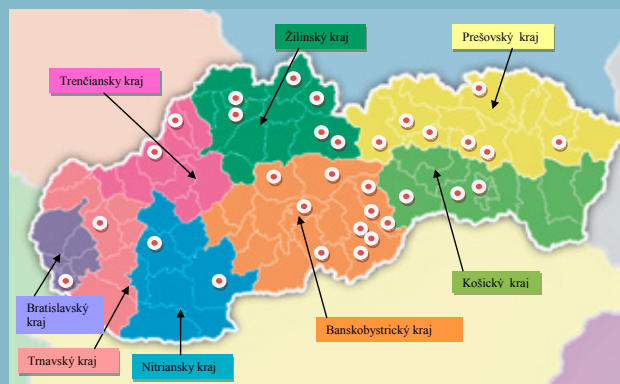 Žilinský kraj
Prešovský kraj
Trenčiansky kraj
Košický kraj
Bratislavský
kraj
Banskobystrický kraj
Trnavský kraj
Nitriansky kraj